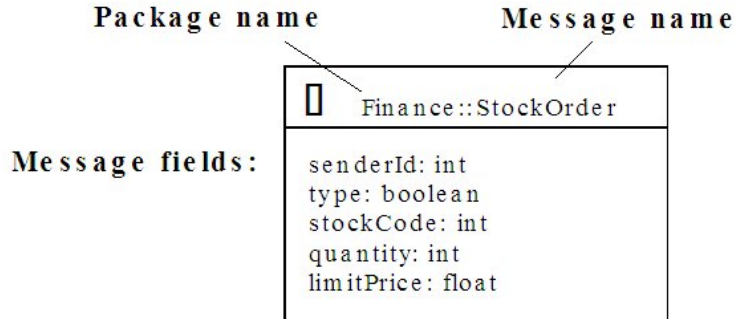 Package name
Message name
Finance::StockOrder
Message fields:
senderId: int
type: boolean
stockCode: int
quantity: int
limitPrice: float